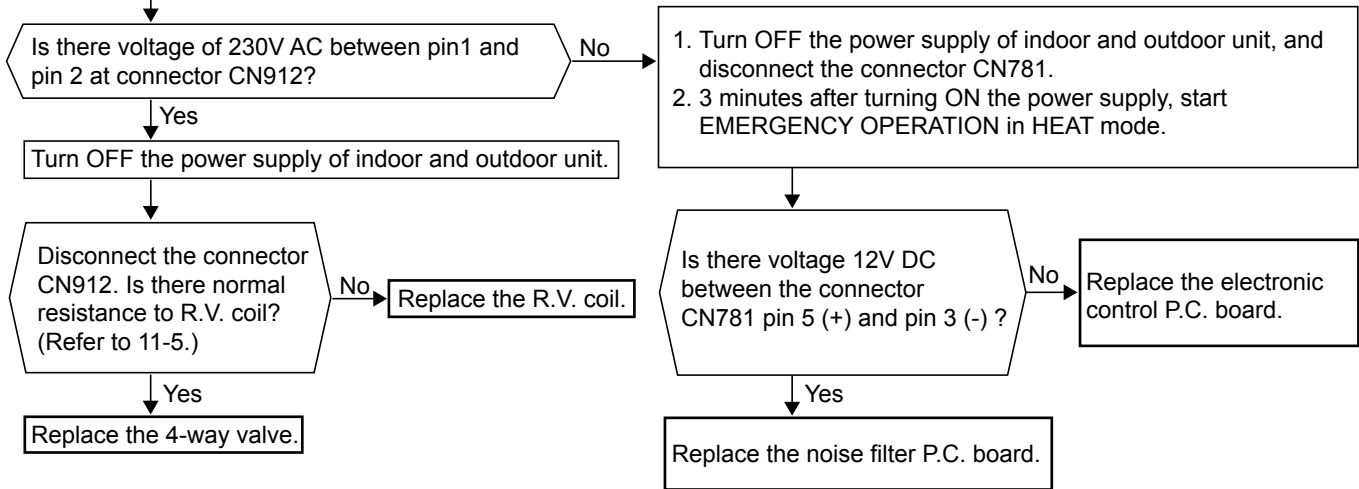 Is there voltage of 230V AC between pin1 and
pin 2 at connector CN912?
No
1. Turn OFF the power supply of indoor and outdoor unit, and
disconnect the connector CN781.
2. 3 minutes after turning ON the power supply, start
EMERGENCY OPERATION in HEAT mode.
Yes
Turn OFF the power supply of indoor and outdoor unit.
Disconnect the connector
CN912. Is there normal
resistance to R.V. coil?
(Refer to 11-5.)
No
Replace the R.V. coil.
Yes
Replace the 4-way valve.
Is there voltage 12V DC
between the connector
CN781 pin 5 (+) and pin 3 (-) ?
No
Replace the electronic
control P.C. board.
Yes
Replace the noise filter P.C. board.